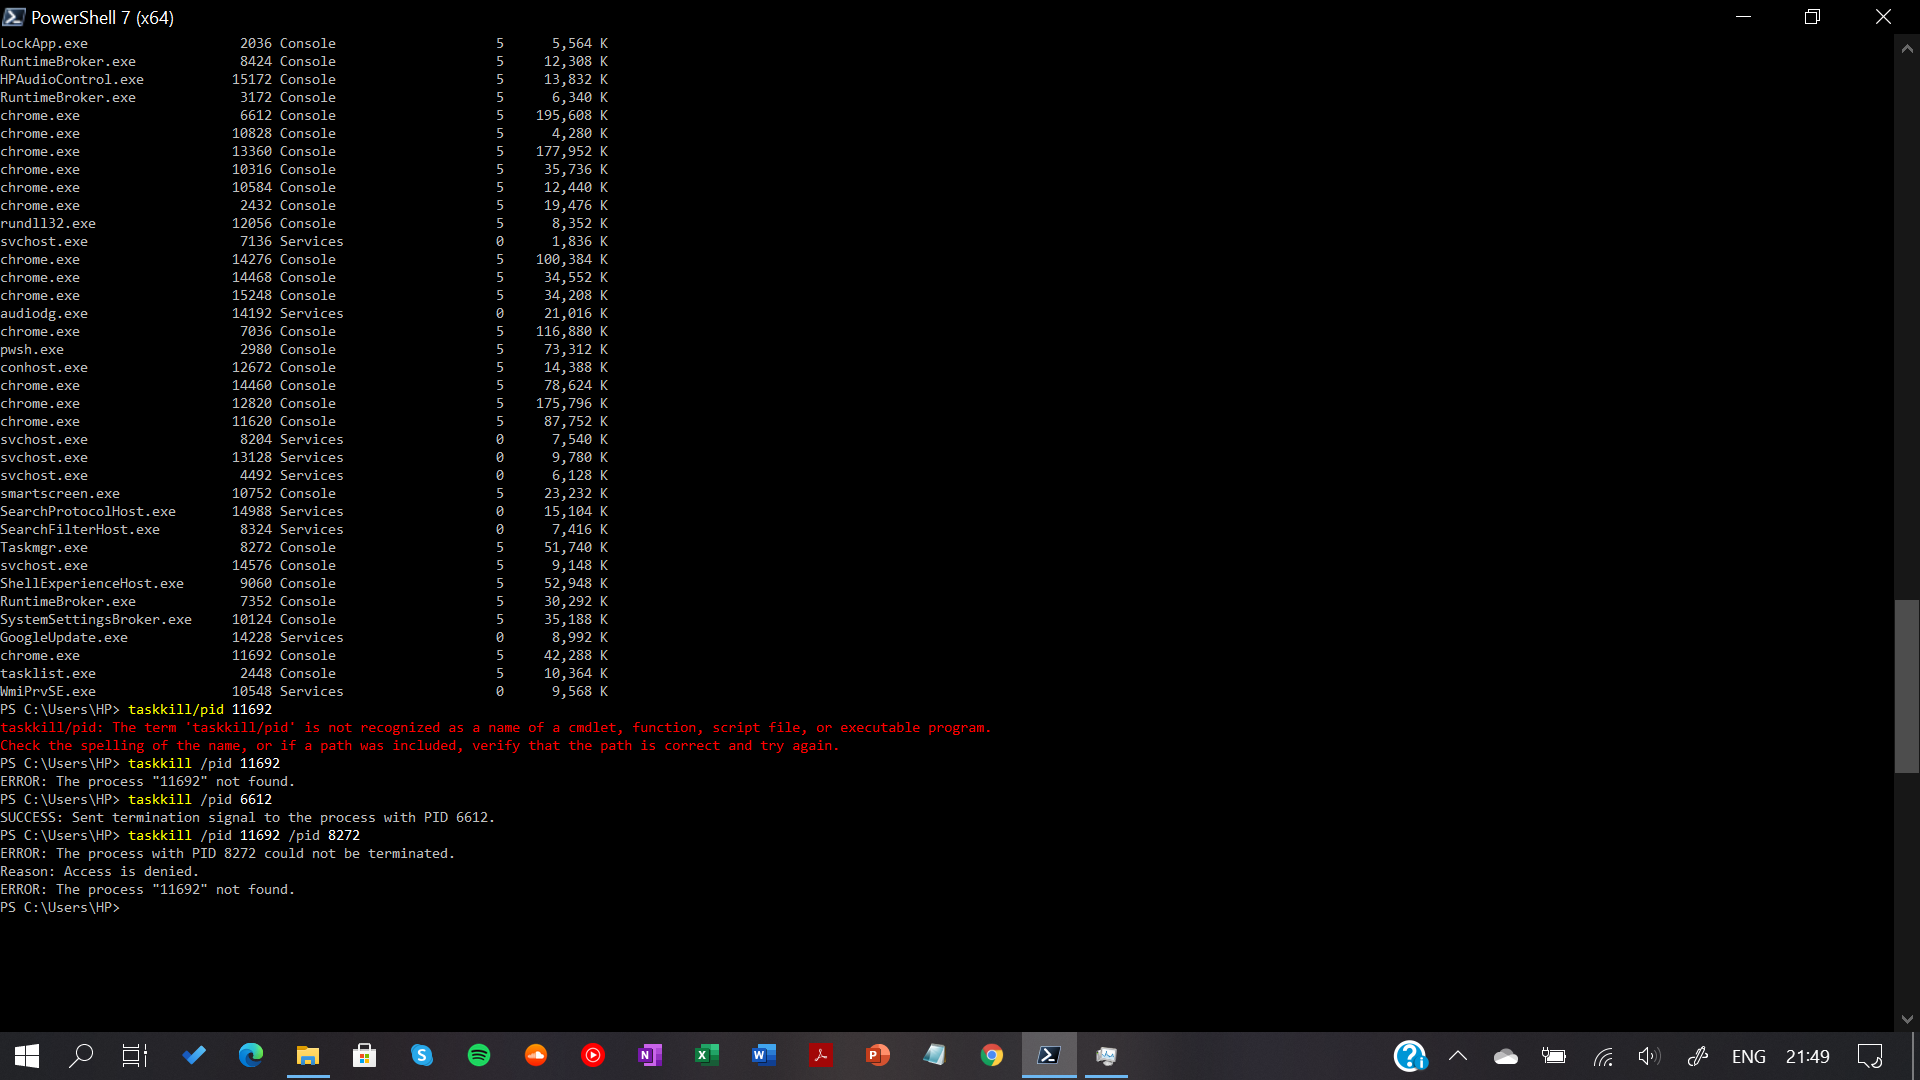 PowerShell 7 (x64)
LockApp.exe 2036 Console 5 5,564 K
RuntimeBroker.exe 8424 Console 5 12,308 K
HPAudioControl.exe 15172 Console 5 13,832 K
RuntimeBroker.exe 3172 Console 5 6,340 K
chrome.exe 6612 Console 5 195,608 K
chrome.exe 10828 Console 5 4,280 K
chrome.exe 13360 Console 5 177,952 K
chrome.exe 10316 Console 5 35,736 K
chrome.exe 10584 Console 5 12,440 K
chrome.exe 2432 Console 5 19,476 K
rundll32.exe 12056 Console 5 8,352 K
svchost.exe 7136 Services 0 1,836 K
chrome.exe 14276 Console 5 100,384 K
chrome.exe 14468 Console 5 34,552 K
chrome.exe 15248 Console 5 34,208 K
audiodg.exe 14192 Services 0 21,016 K
chrome.exe 7036 Console 5 116,880 K
pwsh.exe 2980 Console 5 73,312 K
conhost.exe 12672 Console 5 14,388 K
chrome.exe 14460 Console 5 78,624 K
chrome.exe 12820 Console 5 175,796 K
chrome.exe 11620 Console 5 87,752 K
svchost.exe 8204 Services 0 7,540 K
svchost.exe 13128 Services 0 9,780 K
svchost.exe 4492 Services 0 6,128 K
smartscreen.exe 10752 Console 5 23,232 K
SearchProtocolHost.exe 14988 Services 0 15,104 K
SearchFilterHost.exe 8324 Services 0 7,416 K
Taskmgr.exe 8272 Console 5 51,740 K
svchost.exe 14576 Console 5 9,148 K
ShellExperienceHost.exe 9060 Console 5 52,948 K
RuntimeBroker.exe 7352 Console 5 30,292 K
SystemSettingsBroker.exe 10124 Console 5 35,188 K
GoogleUpdate.exe 14228 Services 0 8,992 K
chrome.exe 11692 Console 5 42,288 K
tasklist.exe 2448 Console 5 10,364 K
WmiPrvSE.exe 10548 Services 0 9,568 K
PS C:\Users\HP> taskkill/pid 11692
taskkill/pid: The term 'taskkill/pid' is not recognized as a name of a cmdlet, function, script file, or executable program.
Check the spelling of the name, or if a path was included, verify that the path is correct and try again.
PS C:\Users\HP> taskkill /pid 11692
ERROR: The process "11692" not found.
PS C:\Users\HP> taskkill /pid 6612
SUCCESS: Sent termination signal to the process with PID 6612.
PS C:\Users\HP> taskkill /pid 11692 /pid 8272
ERROR: The process with PID 8272 could not be terminated.
Reason: Access is denied.
ERROR: The process "11692" not found.
PS C:\Users\HP>
ENG 21:49